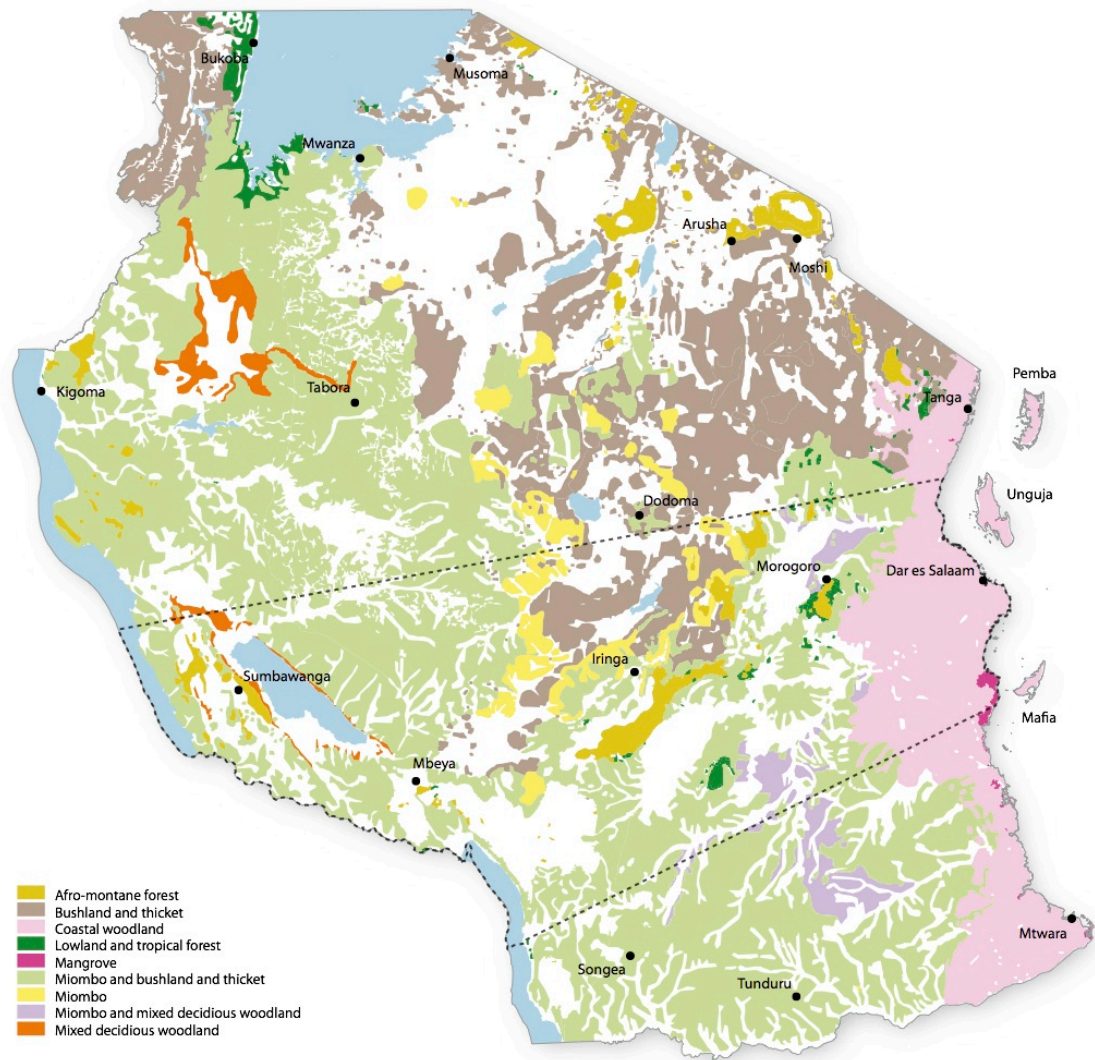 Bukoba
Musoma
Mwanza
Arusha
Moshi
Kigoma
Tabora
Tanga
Pemba
Unguja
Dodoma
Morogoro
Dar es Salaam
Iringa
Sumbawanga
Mafia
Mbeya
Mtwara
Songea
Tunduru
Afro-montane forest
Bushland and thicket
Coastal woodland
Lowland and tropical forest
Mangrove
Miombo and bushland and thicket
Miombo
Miombo and mixed decidious woodland
Mixed decidious woodland